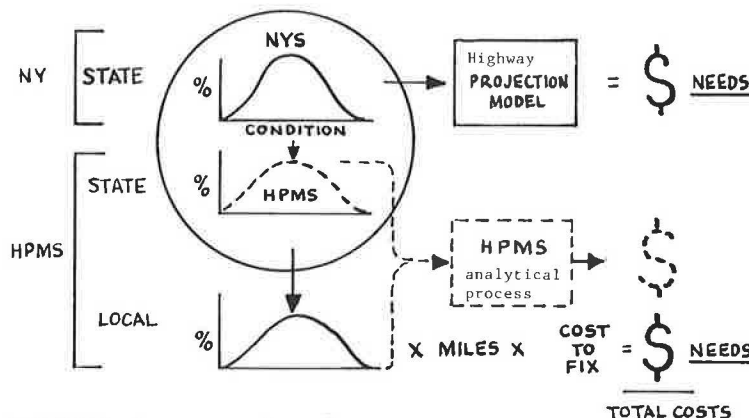 NYS
NY STATE % Highway PROJECTION MODEL = $ NEEDS
CONDITION
STATE % HPMS
HPMS
HPMS analytical process $
LOCAL % X MILES X COST TO FIX = $ NEEDS
TOTAL COSTS